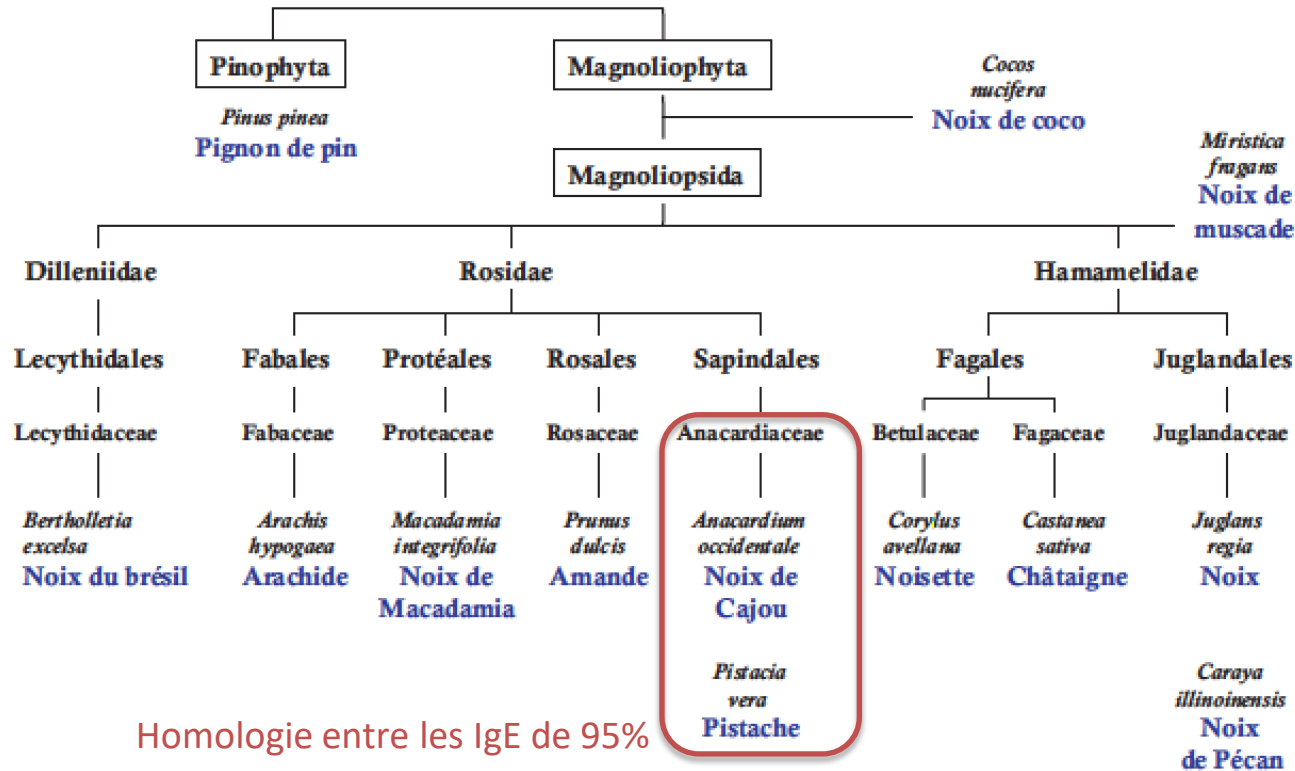 Pinophyta
Magnoliophyta
Cocos
nucifera
Noix de coco
Pinus pinea
Pignon de pin
Miristica
fragans
Noix de
muscade
Magnoliopsida
Dilleniidae
Rosidae
Hamamelidae
Lecythidales
Fabales
Protéales
Rosales
Sapindales
Fagales
Juglandales
Lecythidaceae
Fabaceae
Proteaceae
Rosaceae
Anacardiaceae
Betulaceae
Fagaceae
Juglandaceae
Bertholletia
excelsa
Noix du brésil
Arachis
hypogaea
Arachide
Macadamia
integrifolia
Noix de
Macadamia
Prunus
dulcis
Amande
Anacardium
occidentale
Noix de
Cajou
Corylus
avellana
Noisette
Castanea
sativa
Châtaigne
Juglans
regia
Noix
Pistacia
vera
Pistache
Caraya
illinoinensis
Noix
de Pécan
Homologie entre les IgE de 95%